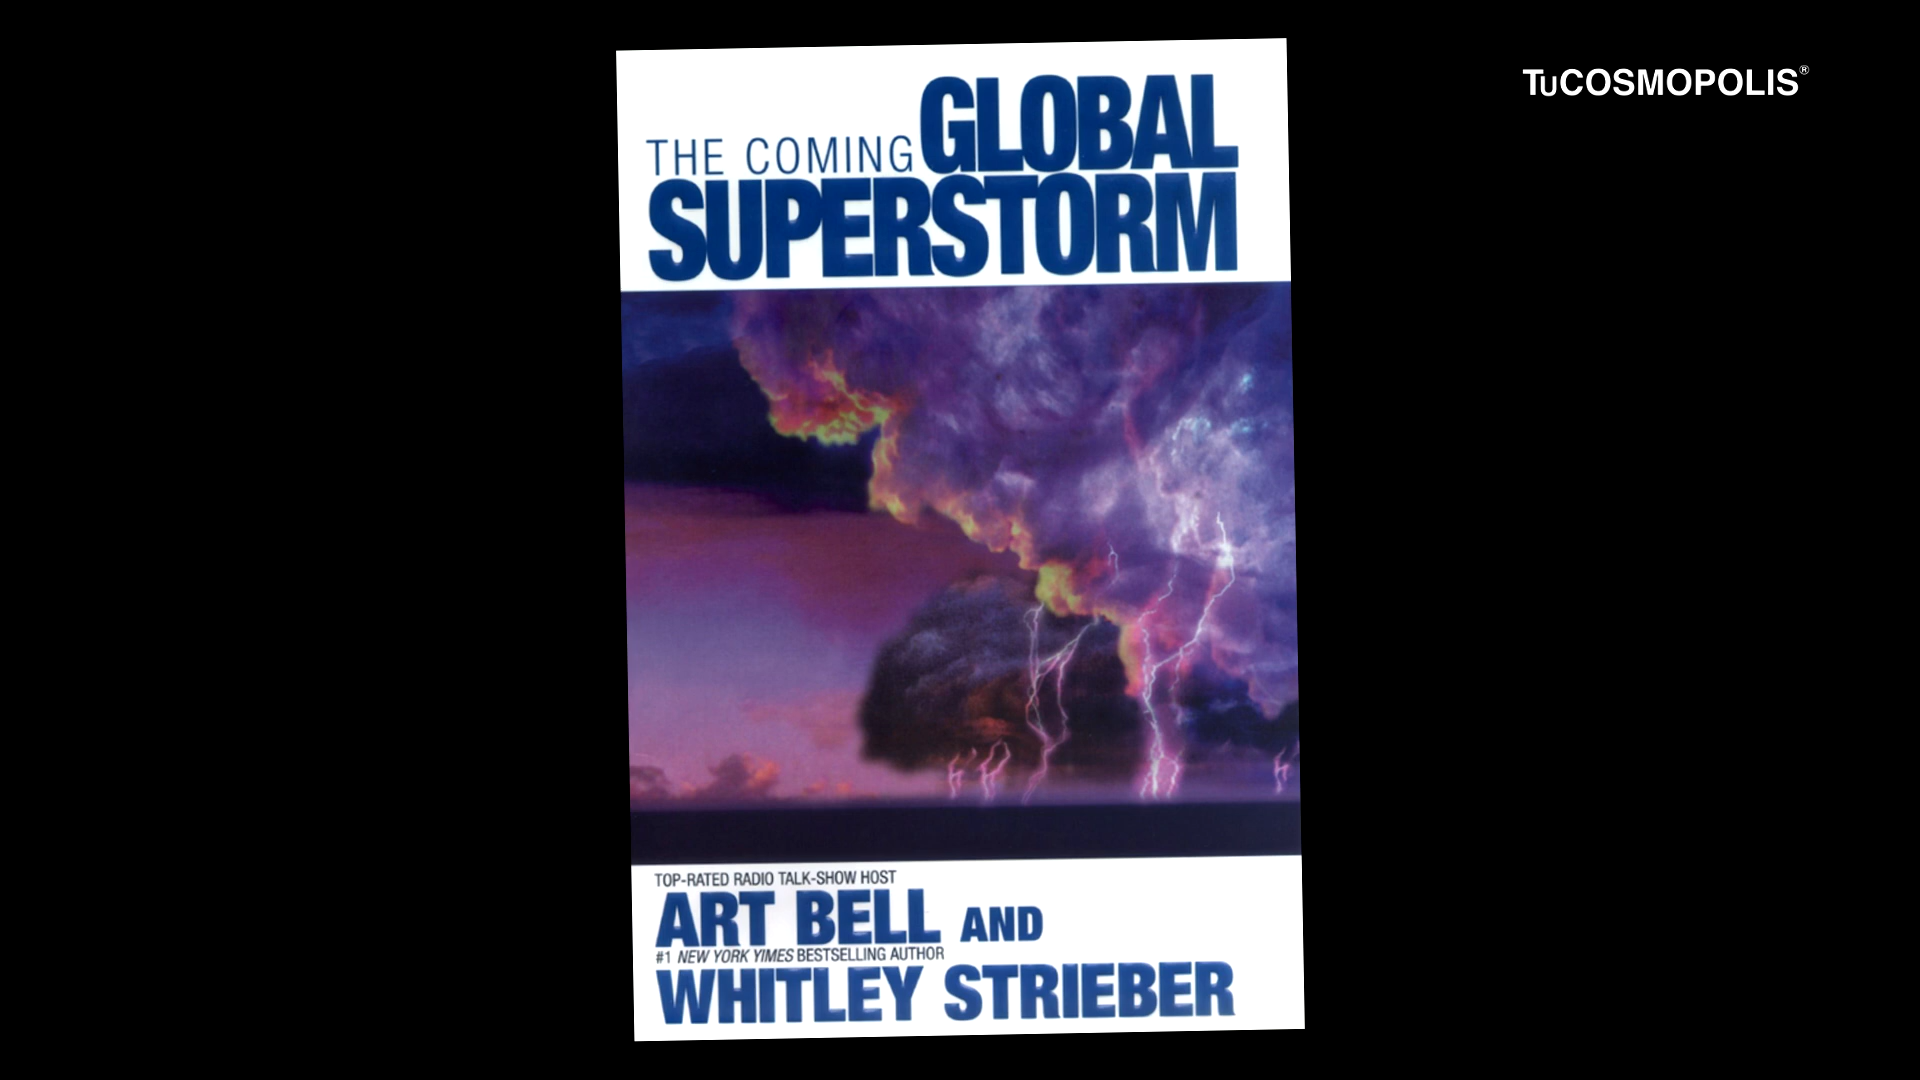 TuCOSMOPOLIS®
THE COMING GLOBAL
SUPERSTORM
TOP-RATED RADIO TALK-SHOW HOST
ART BELL AND
#1 NEW YORK YIMES BESTSELLING AUTHOR
WHITLEY STRIEBER